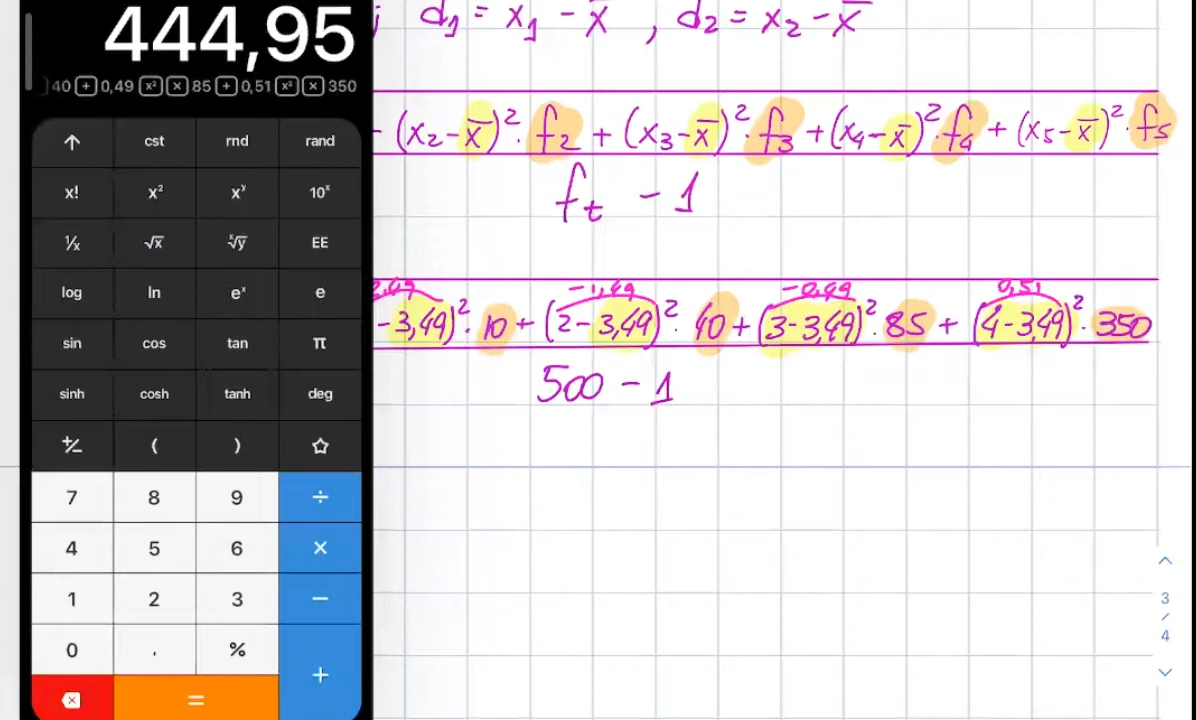 444,95
40 + 0,49 x² × 85 + 0,51 x² × 350
↑ cst rnd rand
x! x² xʸ 10ˣ
¹/x √x ˣ√y EE
log ln eˣ e
sin cos tan π
sinh cosh tanh deg
+/− ( ) ☆
7 8 9 ÷
4 5 6 ×
1 2 3 −
0 . % +
=
d₁ = x₁ - x̄ , d₂ = x₂ - x̄
(x₂-x̄)² · f₂ + (x₃-x̄)² · f₃ + (x₄-x̄)² · f₄ + (x₅-x̄)² · f₅
fₜ - 1
-1,49 -0,49 0,51
-3,49)² · 10 + (2-3,49)² · 40 + (3-3,49)² · 85 + (4-3,49)² · 350
500 - 1
3
/
4